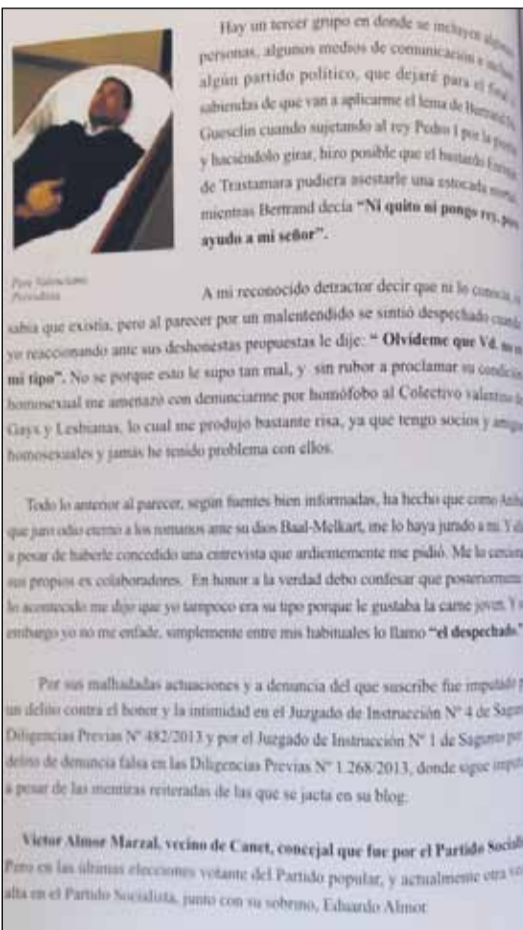 Hay un tercer grupo en donde se incluyen
personas, algunos medios de comunicación e
algún partido político, que dejaré para el final
sabiendas de que van a aplicarme el lema de Bertrand
Guesclin cuando sujetando al rey Pedro I por la
y haciéndolo girar, hizo posible que el bastardo
de Trastamara pudiera asestarle una estocada
mientras Bertrand decía “Ni quito ni pongo rey, pero
ayudo a mi señor”.
Periodista
A mi reconocido detractor decir que ni lo conocía,
sabía que existía, pero al parecer por un malentendido se sintió despechado
yo reaccionando ante sus deshonestas propuestas le dije: “ Olvídeme que Vd. no
mi tipo”. No se porque esto le supo tan mal, y sin rubor a proclamar su
homosexual me amenazó con denunciarme por homófobo al Colectivo
Gays y Lesbianas, lo cual me produjo bastante risa, ya que tengo socios y
homosexuales y jamás he tenido problema con ellos.
Todo lo anterior al parecer, según fuentes bien informadas, ha hecho que como
que juro odio eterno a los romanos ante su dios Baal-Melkart, me lo haya jurado a mi. Y
a pesar de haberle concedido una entrevista que ardientemente me pidió. Me lo
sus propios ex colaboradores. En honor a la verdad debo confesar que
lo acontecido me dijo que yo tampoco era su tipo porque le gustaba la carne joven. Y
embargo yo no me enfade, simplemente entre mis habituales lo llamo “el despechado”
Por sus malhadadas actuaciones y a denuncia del que suscribe fue imputado
un delito contra el honor y la intimidad en el Juzgado de Instrucción Nº 4 de
Diligencias Previas Nº 482/2013 y por el Juzgado de Instrucción Nº 1 de Sagunto por
delito de denuncia falsa en las Diligencias Previas Nº 1.268/2013, donde sigue
a pesar de las mentiras reiteradas de las que se jacta en su blog.
Victor Almor Marzal, vecino de Canet, concejal que fue por el Partido
Pero en las últimas elecciones votante del Partido popular, y actualmente otra
alta en el Partido Socialista, junto con su sobrino, Eduardo Almor